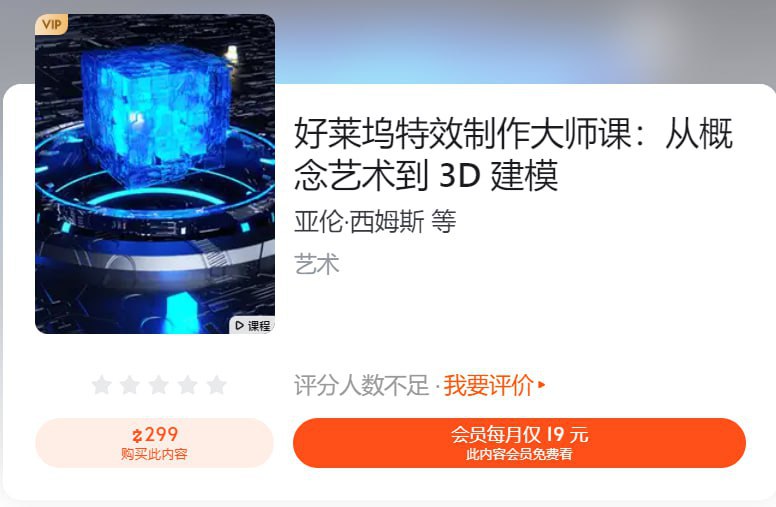 VIP
好莱坞特效制作大师课：从概
念艺术到 3D 建模
亚伦·西姆斯 等
艺术
课程
评分人数不足 · 我要评价
299
购买此内容
会员每月仅 19 元
此内容会员免费看